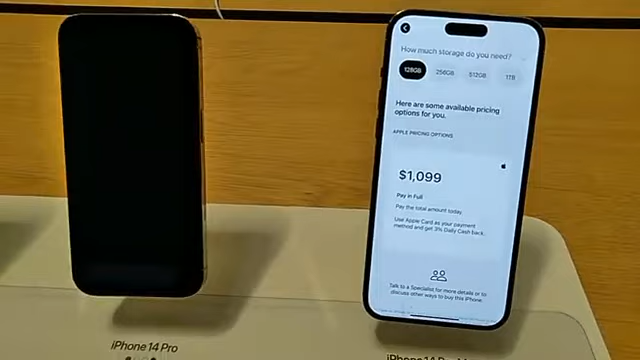 How much storage do you need?
128GB 256GB 512GB 1TB
Here are some available pricing
options for you.
APPLE PRICING OPTIONS
$1,099
Pay in Full
Pay the total amount today
Use Apple Card as your payment
method and get 3% Daily Cash back.
Talk to a Specialist for more details or to
discuss other ways to buy this iPhone.
iPhone 14 Pro
iPhone 14 Pro